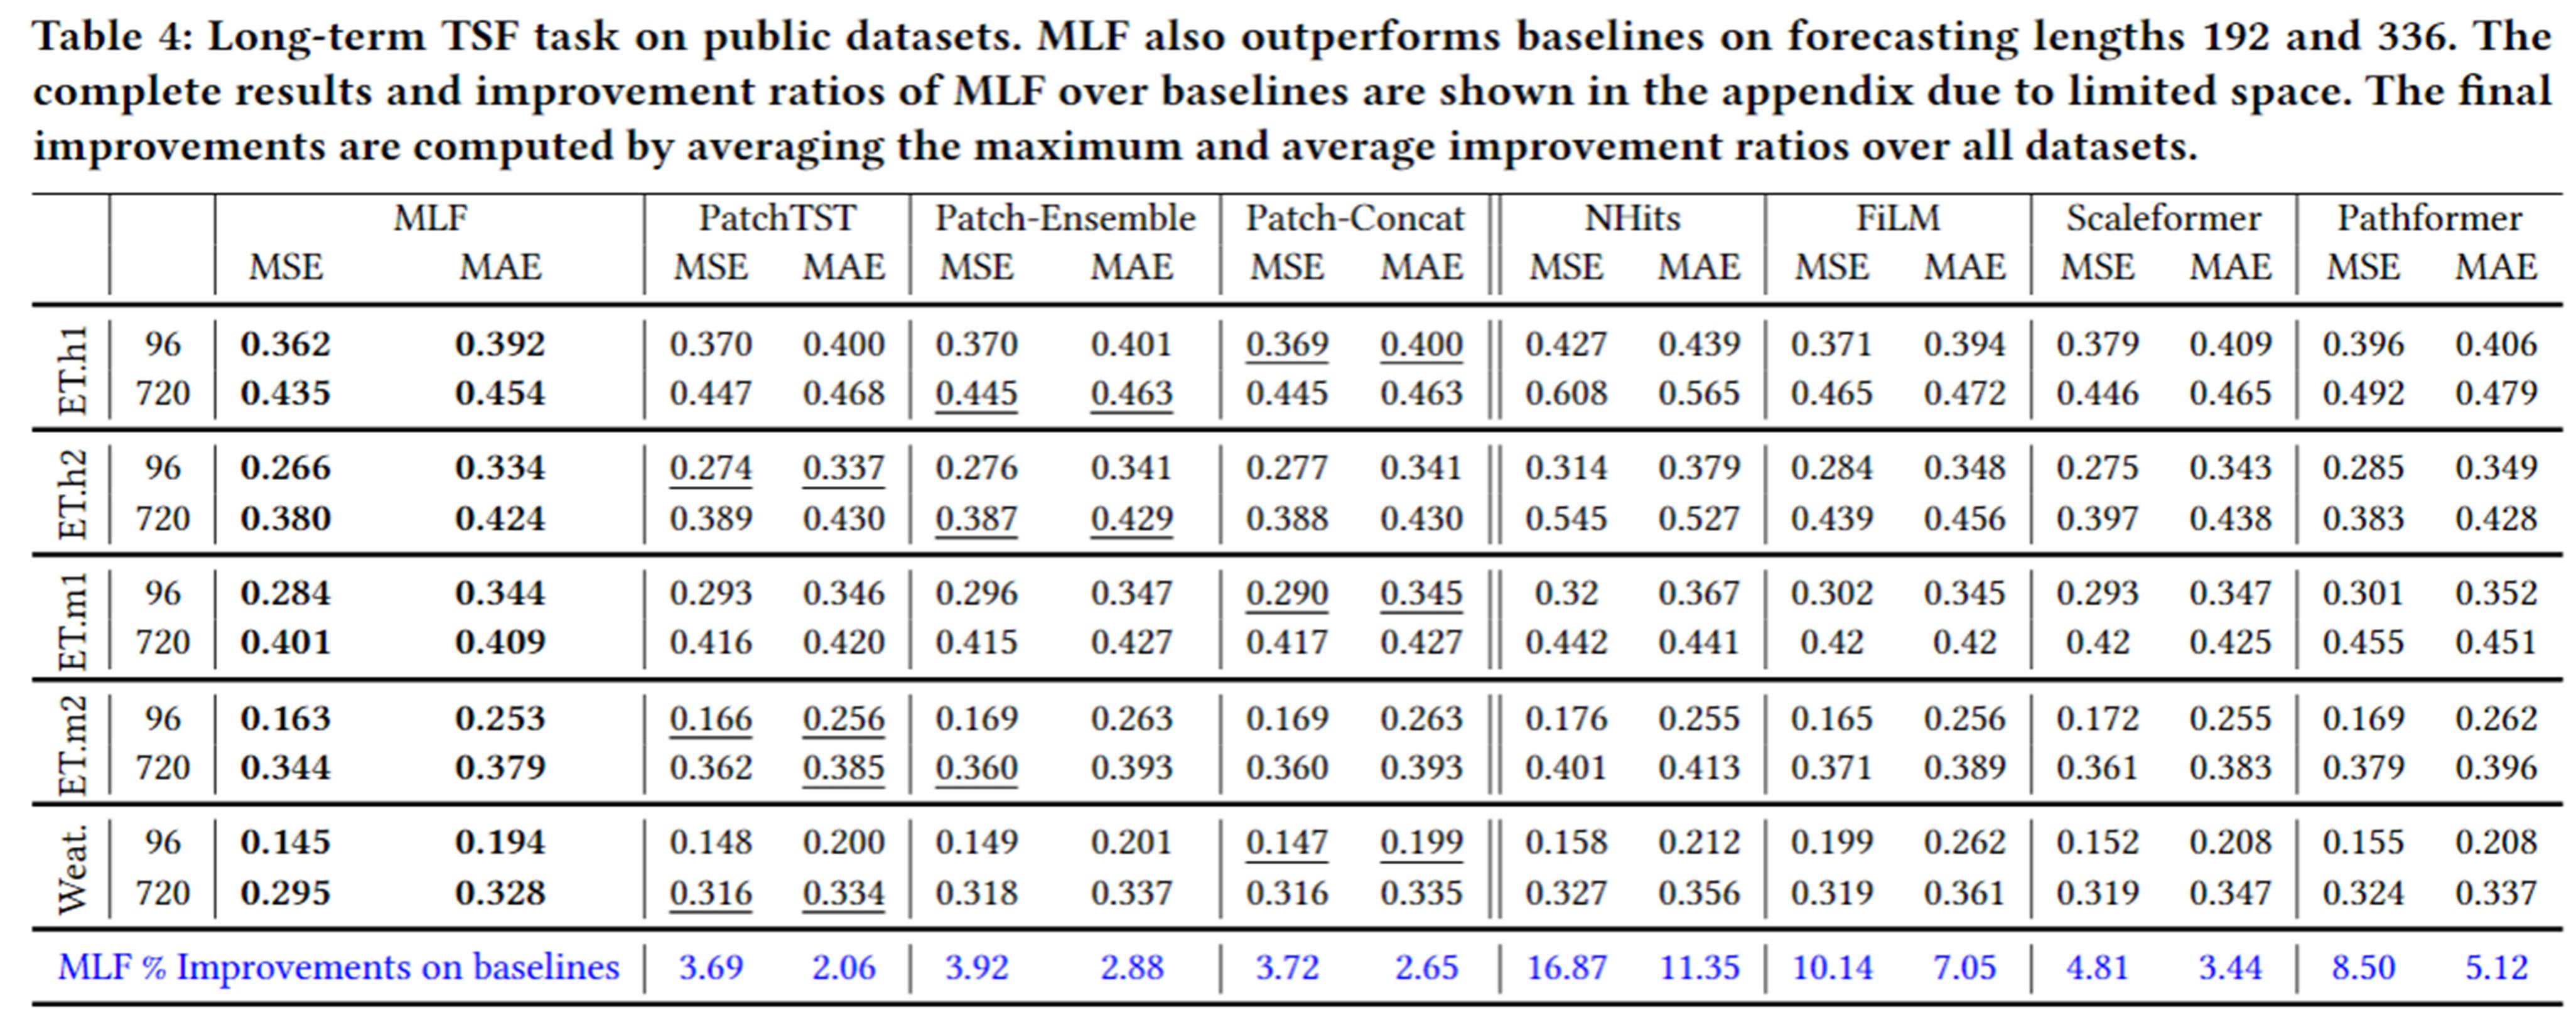 Table 4: Long-term TSF task on public datasets. MLF also outperforms baselines on forecasting lengths 192 and 336. The
complete results and improvement ratios of MLF over baselines are shown in the appendix due to limited space. The final
improvements are computed by averaging the maximum and average improvement ratios over all datasets.
MLF PatchTST Patch-Ensemble Patch-Concat NHits FiLM Scaleformer Pathformer
MSE MAE MSE MAE MSE MAE MSE MAE MSE MAE MSE MAE MSE MAE MSE MAE
ET.h1
96 0.362 0.392 0.370 0.400 0.370 0.401 0.369 0.400 0.427 0.439 0.371 0.394 0.379 0.409 0.396 0.406
720 0.435 0.454 0.447 0.468 0.445 0.463 0.445 0.463 0.608 0.565 0.465 0.472 0.446 0.465 0.492 0.479
ET.h2
96 0.266 0.334 0.274 0.337 0.276 0.341 0.277 0.341 0.314 0.379 0.284 0.348 0.275 0.343 0.285 0.349
720 0.380 0.424 0.389 0.430 0.387 0.429 0.388 0.430 0.545 0.527 0.439 0.456 0.397 0.438 0.383 0.428
ET.m1
96 0.284 0.344 0.293 0.346 0.296 0.347 0.290 0.345 0.32 0.367 0.302 0.345 0.293 0.347 0.301 0.352
720 0.401 0.409 0.416 0.420 0.415 0.427 0.417 0.427 0.442 0.441 0.42 0.42 0.42 0.425 0.455 0.451
ET.m2
96 0.163 0.253 0.166 0.256 0.169 0.263 0.169 0.263 0.176 0.255 0.165 0.256 0.172 0.255 0.169 0.262
720 0.344 0.379 0.362 0.385 0.360 0.393 0.360 0.393 0.401 0.413 0.371 0.389 0.361 0.383 0.379 0.396
Weat.
96 0.145 0.194 0.148 0.200 0.149 0.201 0.147 0.199 0.158 0.212 0.199 0.262 0.152 0.208 0.155 0.208
720 0.295 0.328 0.316 0.334 0.318 0.337 0.316 0.335 0.327 0.356 0.319 0.361 0.319 0.347 0.324 0.337
MLF % Improvements on baselines 3.69 2.06 3.92 2.88 3.72 2.65 16.87 11.35 10.14 7.05 4.81 3.44 8.50 5.12